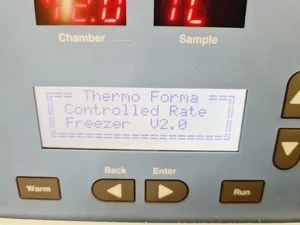 Chamber Sample
== Thermo Forma ==
Controlled Rate
Freezer V2.0
Back Enter
Warm Run